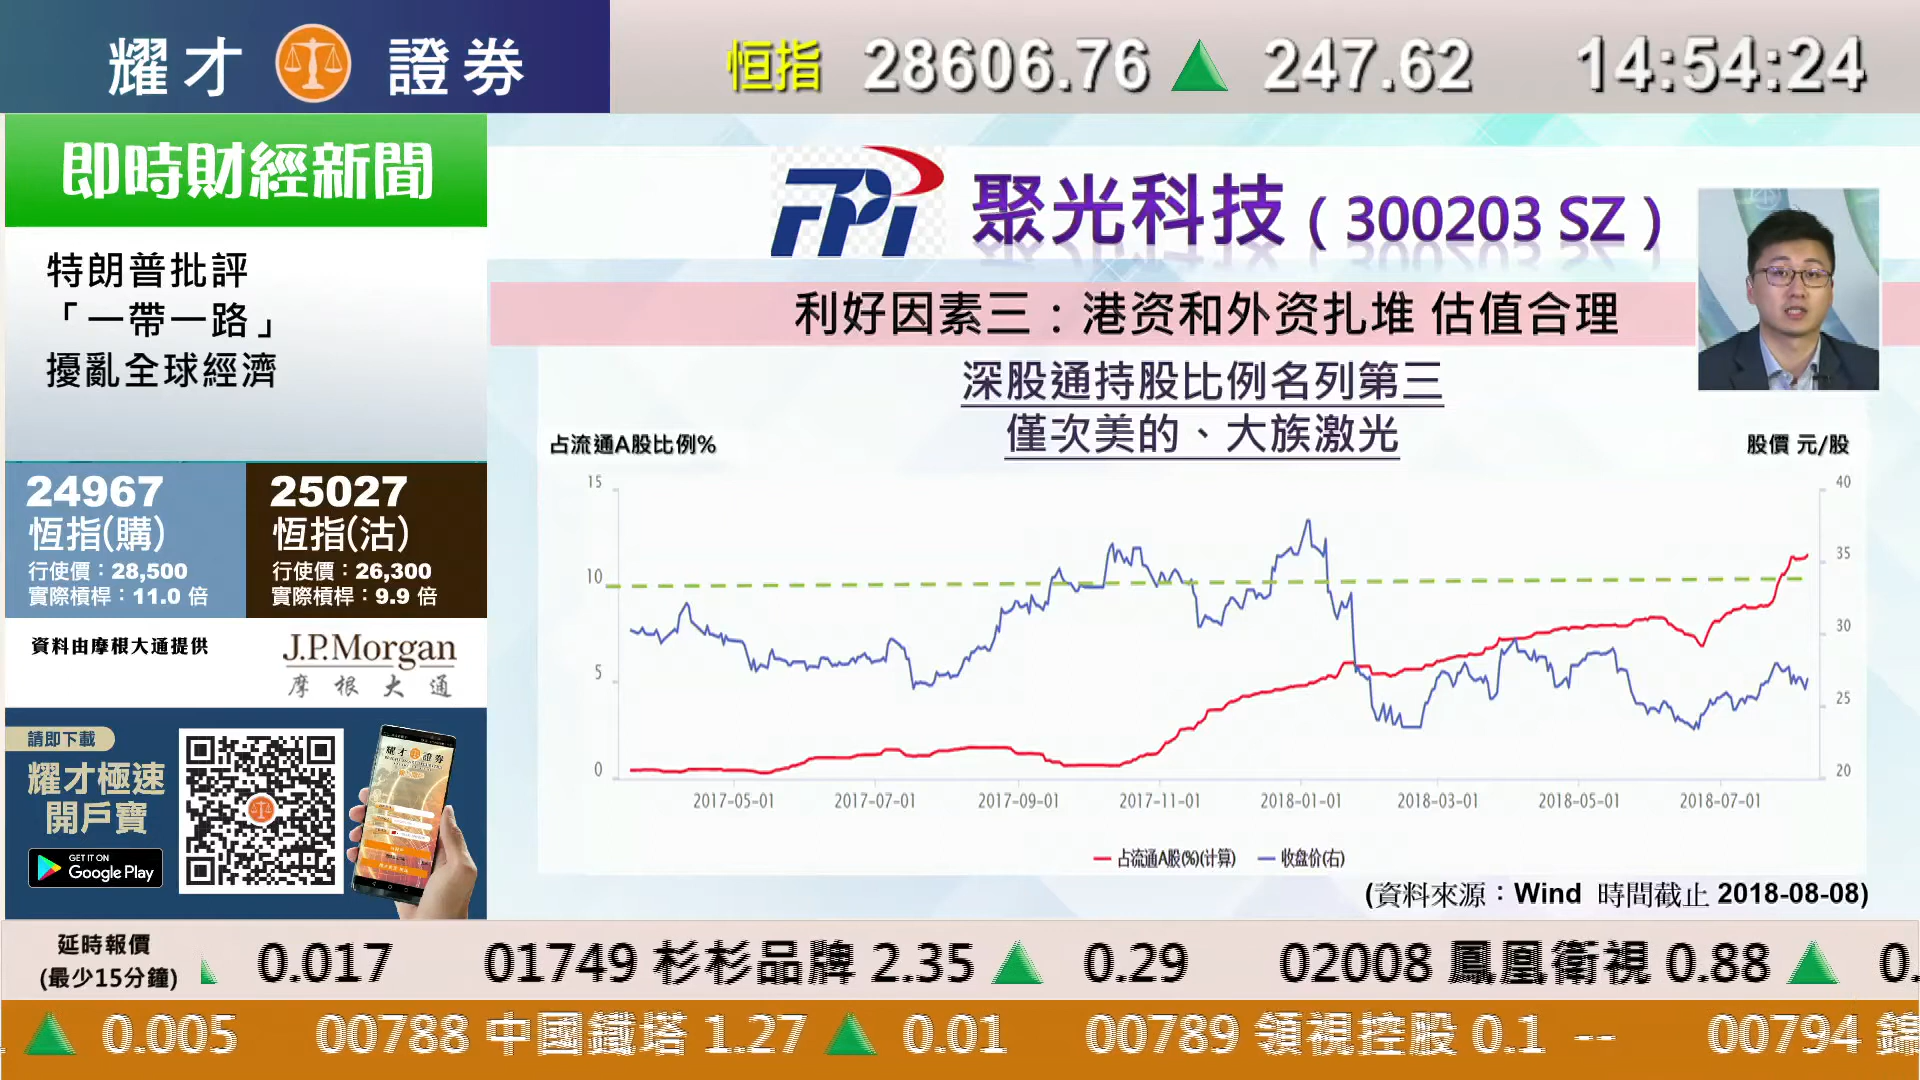 耀才 證券
恒指 28606.76 ▲ 247.62 14:54:24
即時財經新聞
特朗普批評
「一帶一路」
擾亂全球經濟
24967
恆指(購)
行使價：28,500
實際槓桿：11.0 倍
25027
恆指(沽)
行使價：26,300
實際槓桿：9.9 倍
資料由摩根大通提供
J.P.Morgan
摩根大通
請即下載
耀才極速
開戶寶
GET IT ON
Google Play
耀才證券
FPI
聚光科技（300203 SZ）
利好因素三：港资和外资扎堆 估值合理
深股通持股比例名列第三
僅次美的、大族激光
占流通A股比例%
股價 元/股
15
10
5
0
40
35
30
25
20
2017-05-01 2017-07-01 2017-09-01 2017-11-01 2018-01-01 2018-03-01 2018-05-01 2018-07-01
占流通A股(%)(计算) 收盘价(右)
(資料來源：Wind 時間截止 2018-08-08)
延時報價
(最少15分鐘)
0.017 01749 杉杉品牌 2.35 ▲ 0.29 02008 鳳凰衛視 0.88 ▲ 0.
▲ 0.005 00788 中國鐵塔 1.27 ▲ 0.01 00789 領視控股 0.1 -- 00794 錦